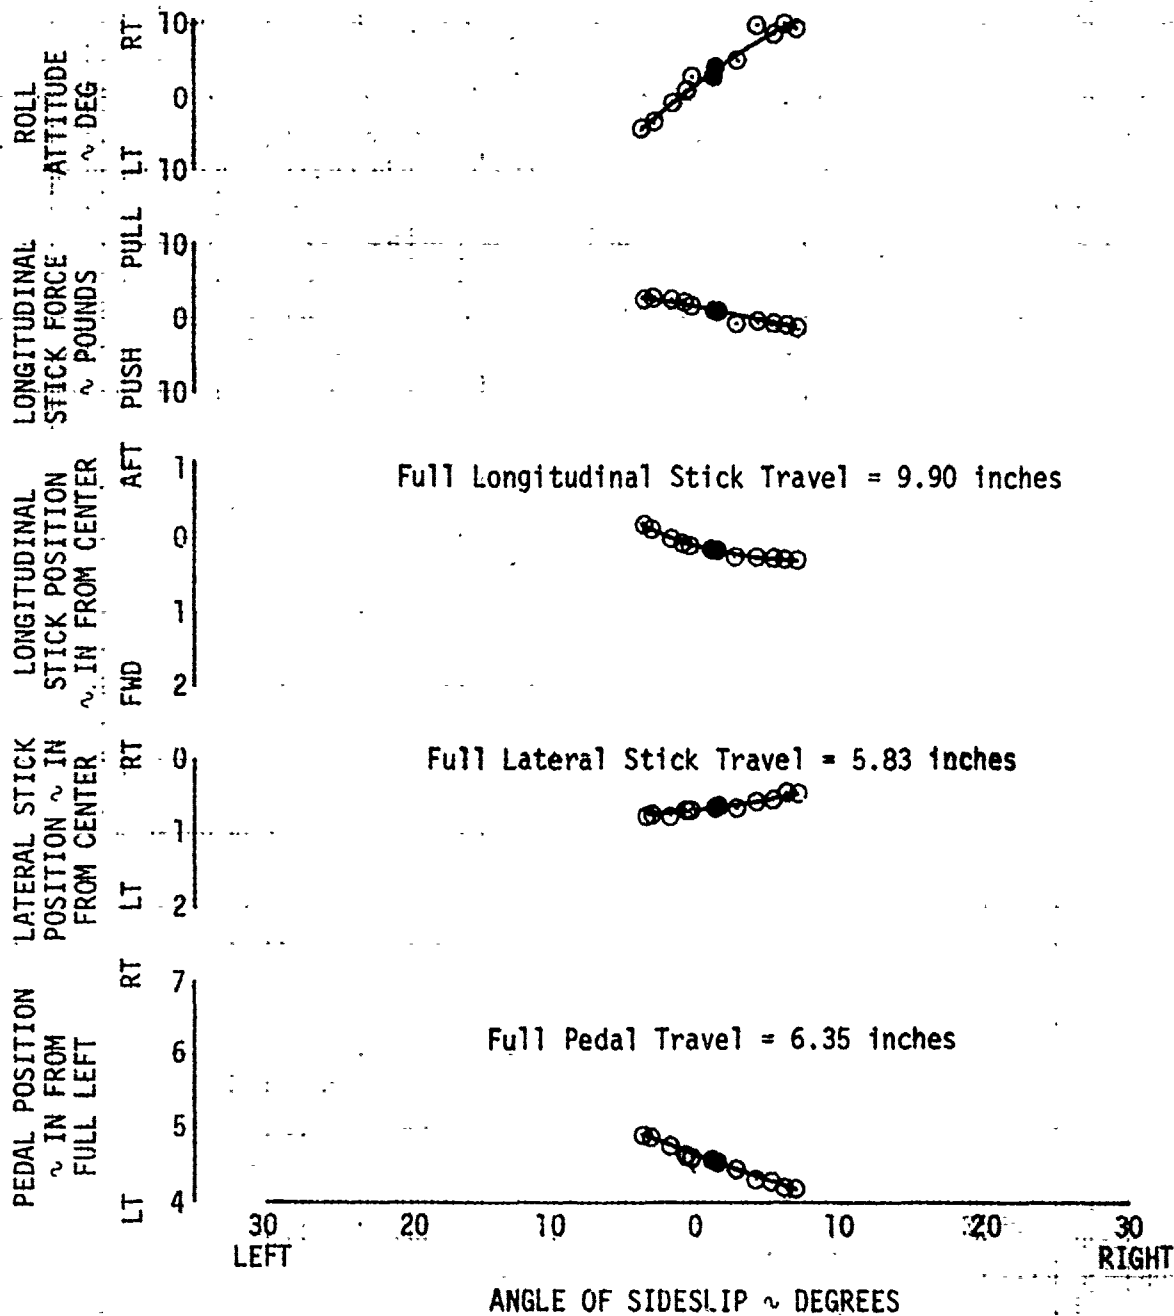 ROLL
ATTITUDE
~ DEG
LT RT
10
0
10
LONGITUDINAL
STICK FORCE
~ POUNDS
PUSH PULL
10
0
10
LONGITUDINAL
STICK POSITION
~ IN FROM CENTER
FWD AFT
1
0
1
2
Full Longitudinal Stick Travel = 9.90 inches
LATERAL STICK
POSITION ~ IN
FROM CENTER
LT RT
0
1
2
Full Lateral Stick Travel = 5.83 inches
PEDAL POSITION
~ IN FROM
FULL LEFT
LT RT
7
6
5
4
Full Pedal Travel = 6.35 inches
30 20 10 0 10 20 30
LEFT RIGHT
ANGLE OF SIDESLIP ~ DEGREES